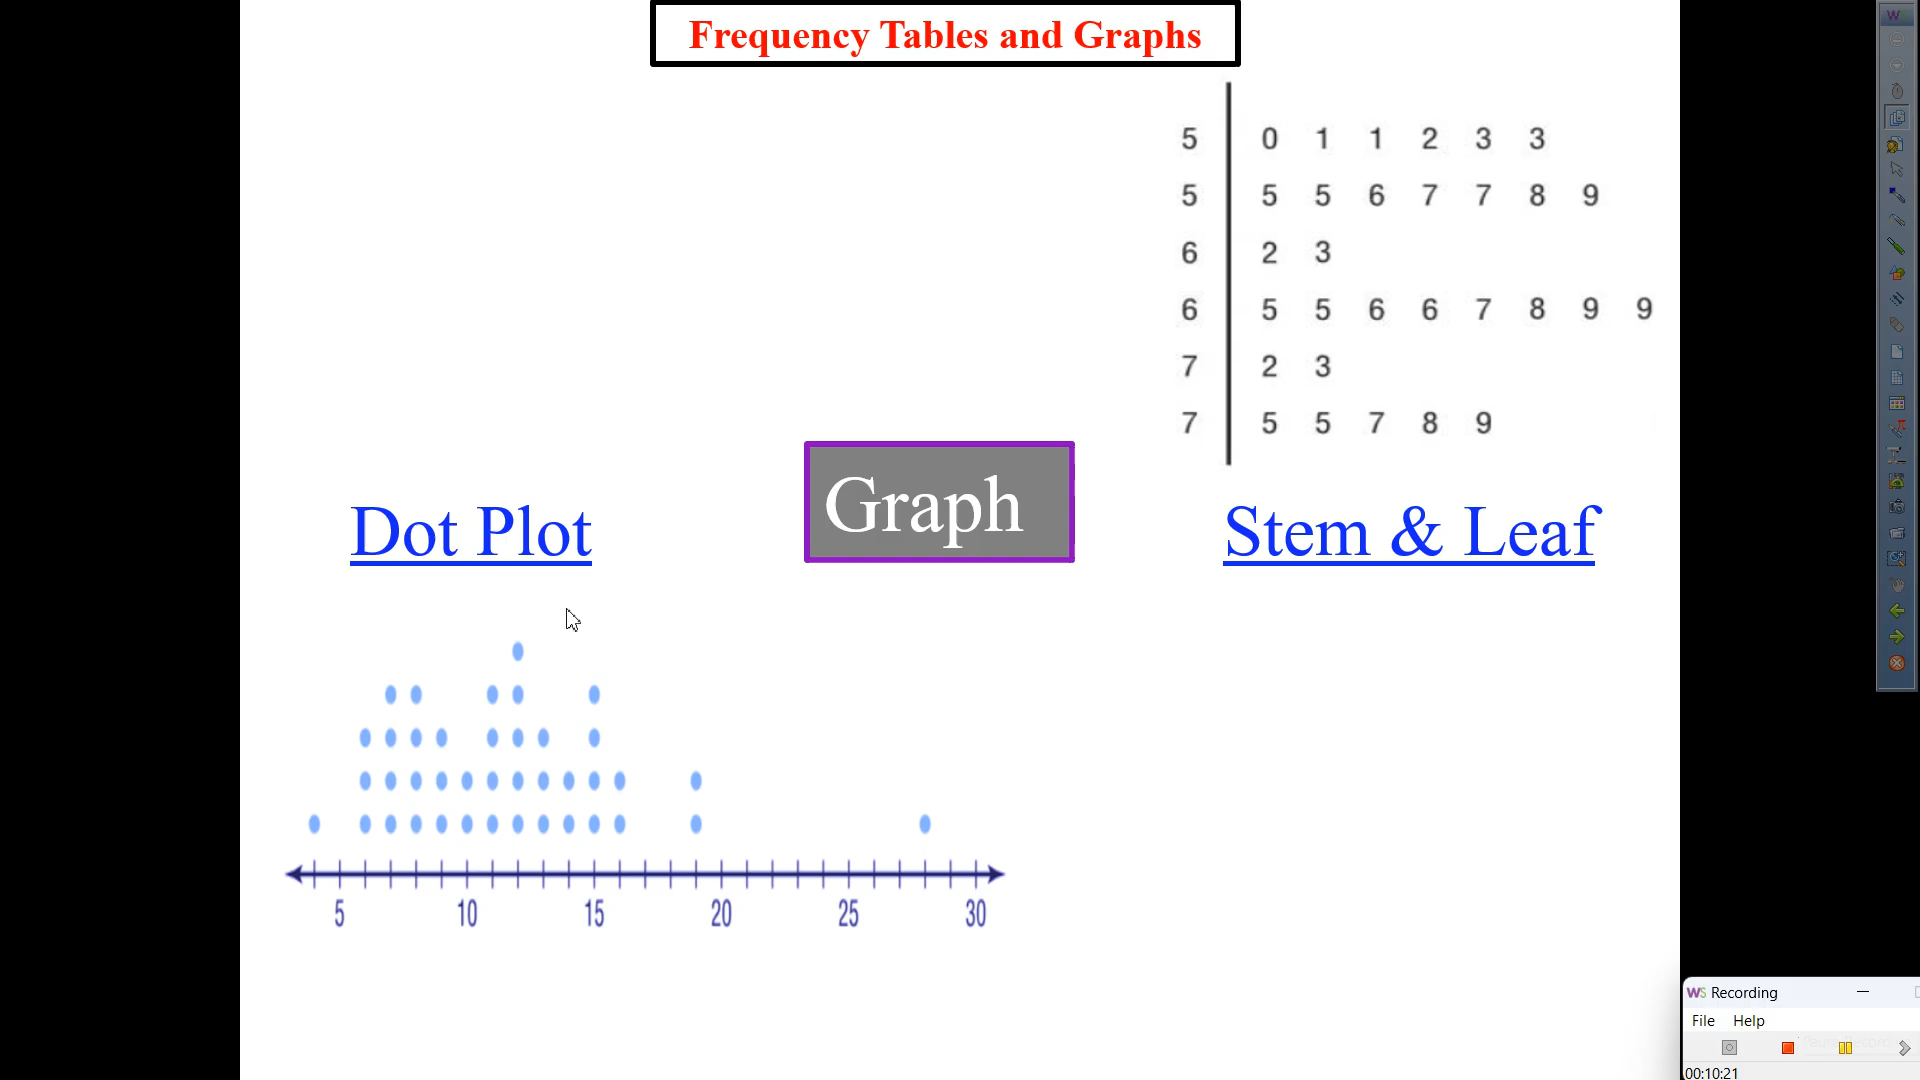 Frequency Tables and Graphs
5 0 1 1 2 3 3
5 5 5 6 7 7 8 9
6 2 3
6 5 5 6 6 7 8 9 9
7 2 3
7 5 5 7 8 9
Dot Plot
Graph
Stem & Leaf
5 10 15 20 25 30
WS Recording
File Help
00:10:21